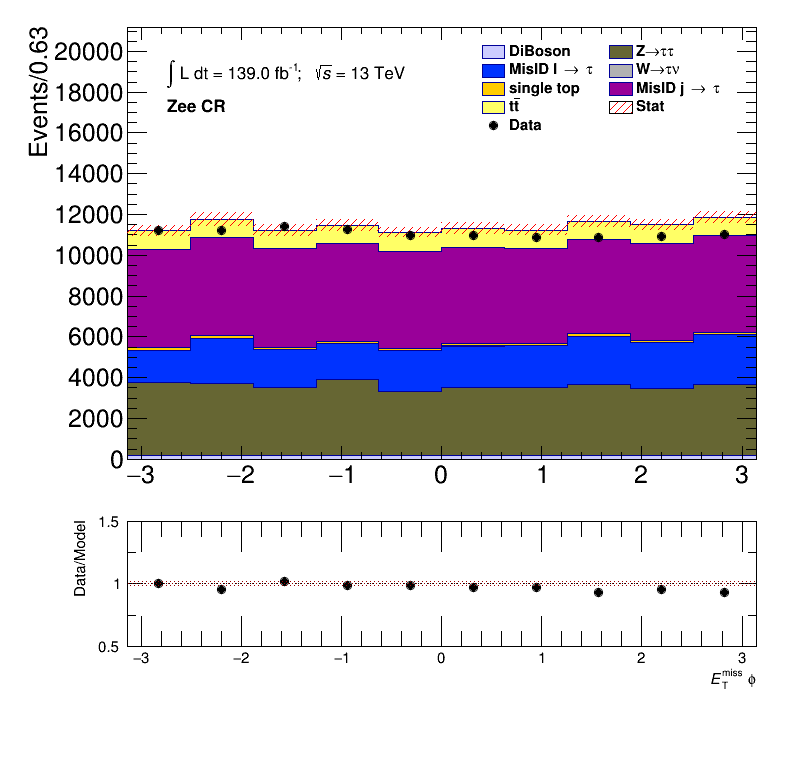 Events/0.63
20000
18000
16000
14000
12000
10000
8000
6000
4000
2000
0
∫ L dt = 139.0 fb⁻¹; √s = 13 TeV
Zee CR
DiBoson
Z→ττ
MisID l → τ
W→τν
single top
MisID j → τ
tt̄
Stat
Data
−3 −2 −1 0 1 2 3
Data/Model
1.5
1
0.5
−3 −2 −1 0 1 2 3
E_T^miss ϕ